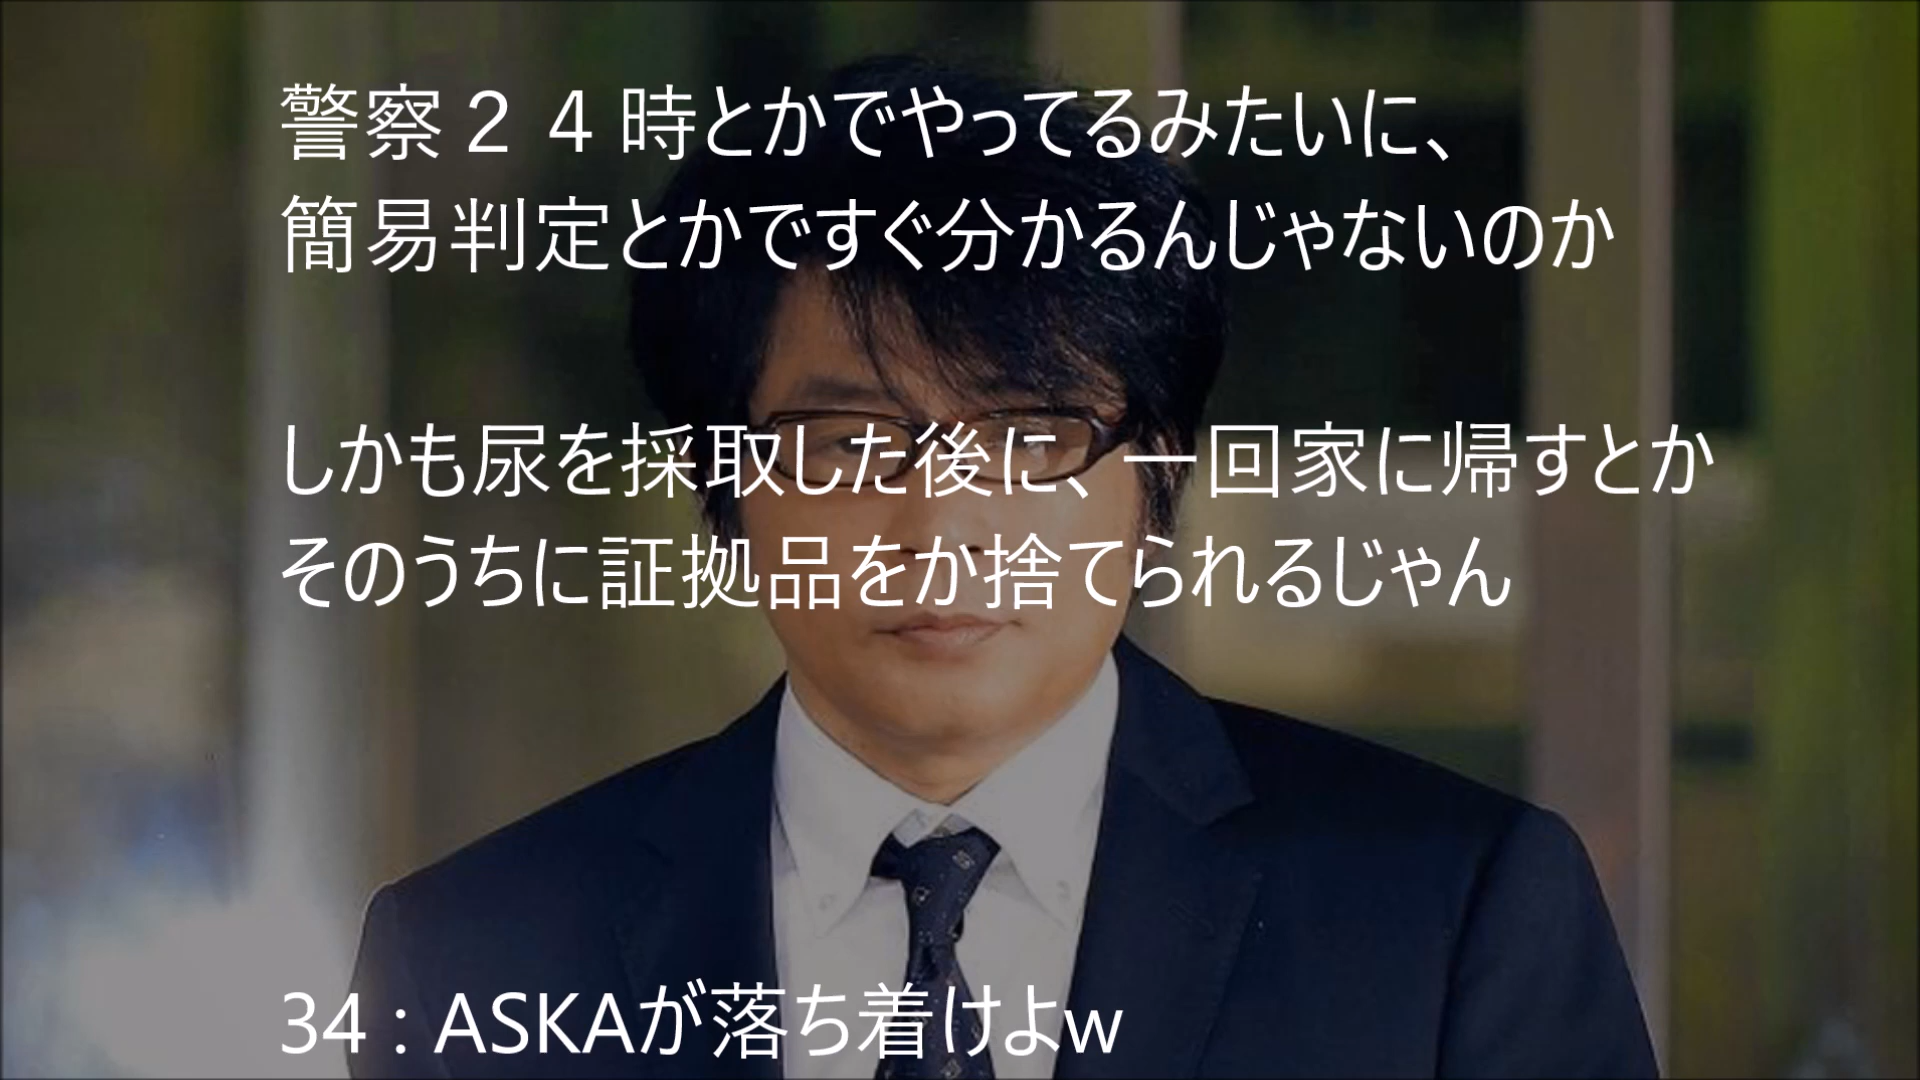 警察２４時とかでやってるみたいに、
簡易判定とかですぐ分かるんじゃないのか
しかも尿を採取した後に、一回家に帰すとか
そのうちに証拠品をか捨てられるじゃん
34 : ASKAが落ち着けよw